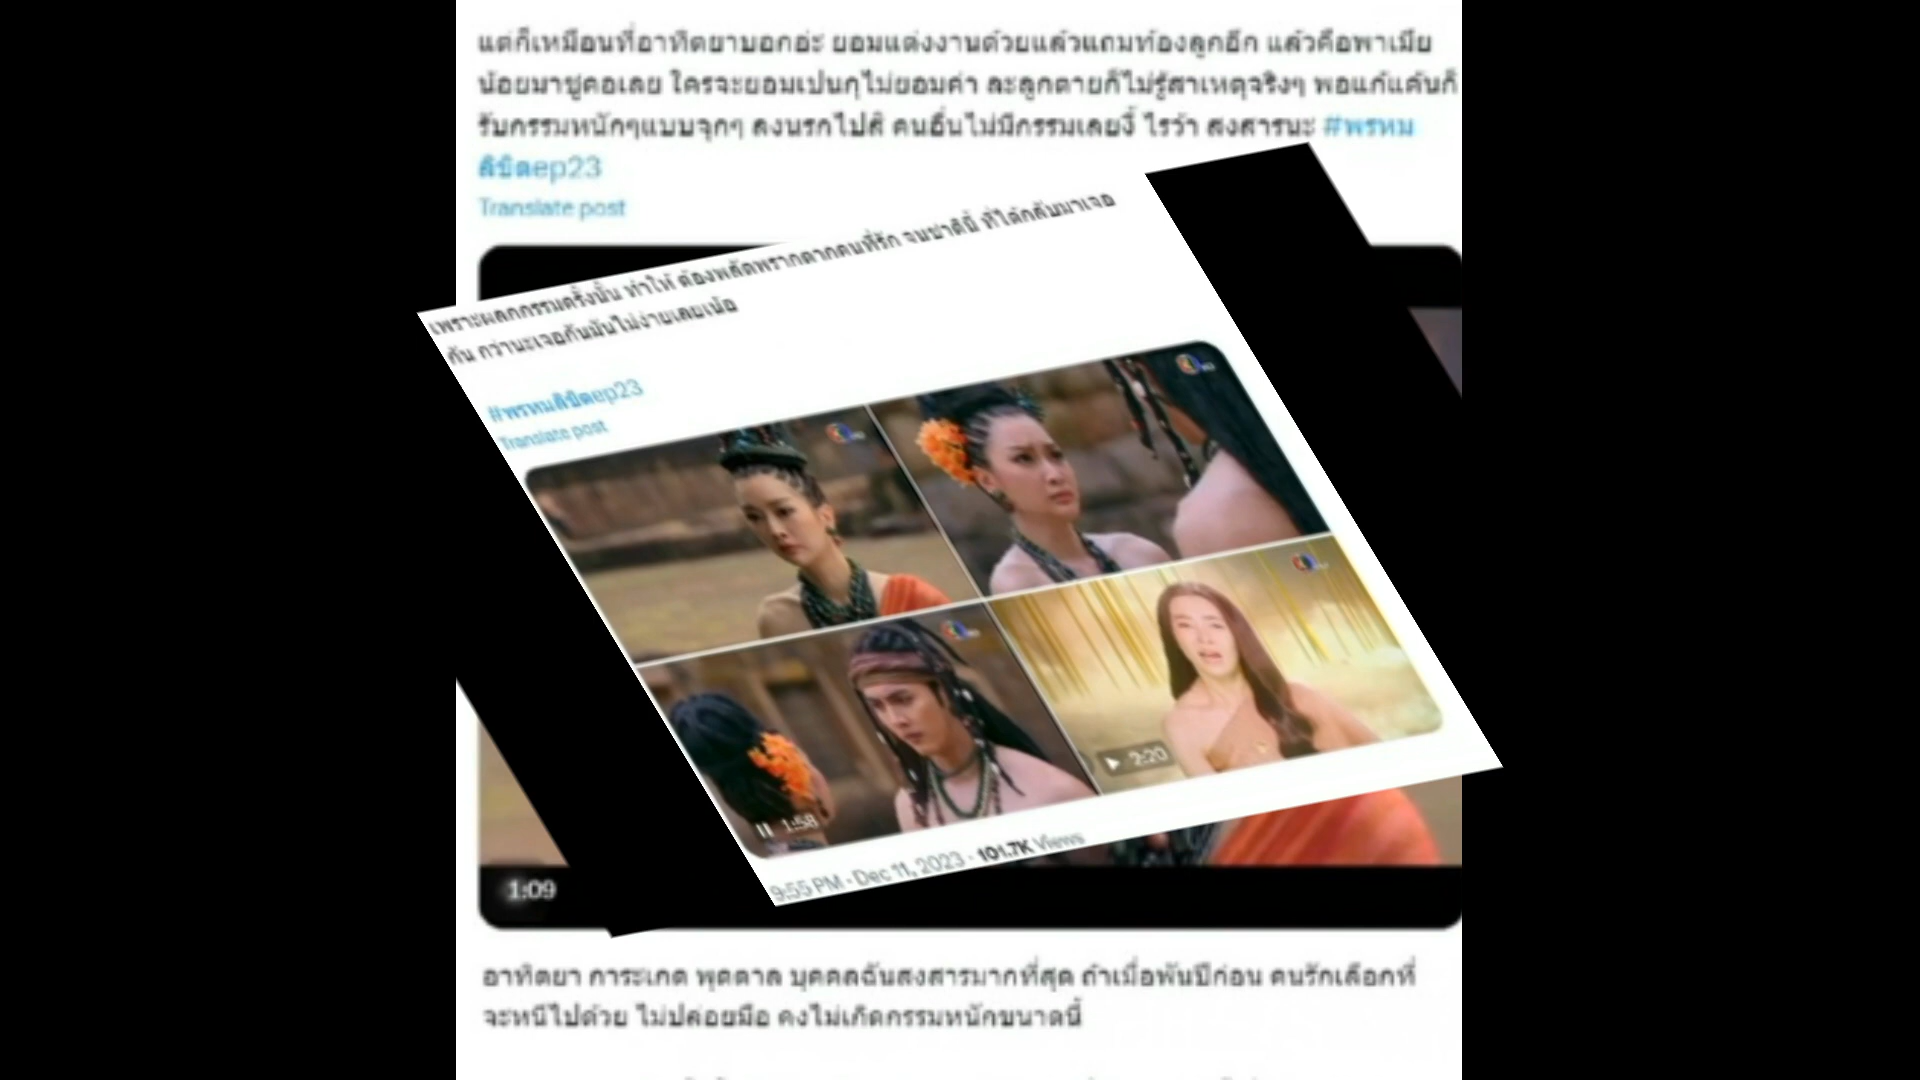 แต่ก็เหมือนที่อาทิตยาบอกอ่ะ ยอมแต่งงานด้วยแล้วแถมท้องลูกอีก แล้วคือพาเมีย
น้อยมาชูคอเลย ใครจะยอมเปนกุไม่ยอมค่า ละลูกตายก็ไม่รู้สาเหตุจริงๆ พอแก้แค้นก็
รับกรรมหนักๆแบบจุกๆ ลงนรกไปสิ คนอื่นไม่มีกรรมเลยงี้ ไรว้า สงสารนะ #พรหม
ลิขิตep23
Translate post
เพราะผลกกรรมครั้งนั้น ทำให้ ต้องพลัดพรากจากคนที่รัก จนชาตินี้ ที่ได้กลับมาเจอ
กัน กว่านะเจอกันมันไม่ง่ายเลยเน้อ
#พรหมลิขิตep23
Translate post
2:20
1:58
9:55 PM · Dec 11, 2023 · 101.7K Views
1:09
อาทิตยา การะเกด พุดตาล บุคคลฉันสงสารมากที่สุด ถ้าเมื่อพันปีก่อน คนรักเลือกที่
จะหนีไปด้วย ไม่ปล่อยมือ คงไม่เกิดกรรมหนักขนาดนี้